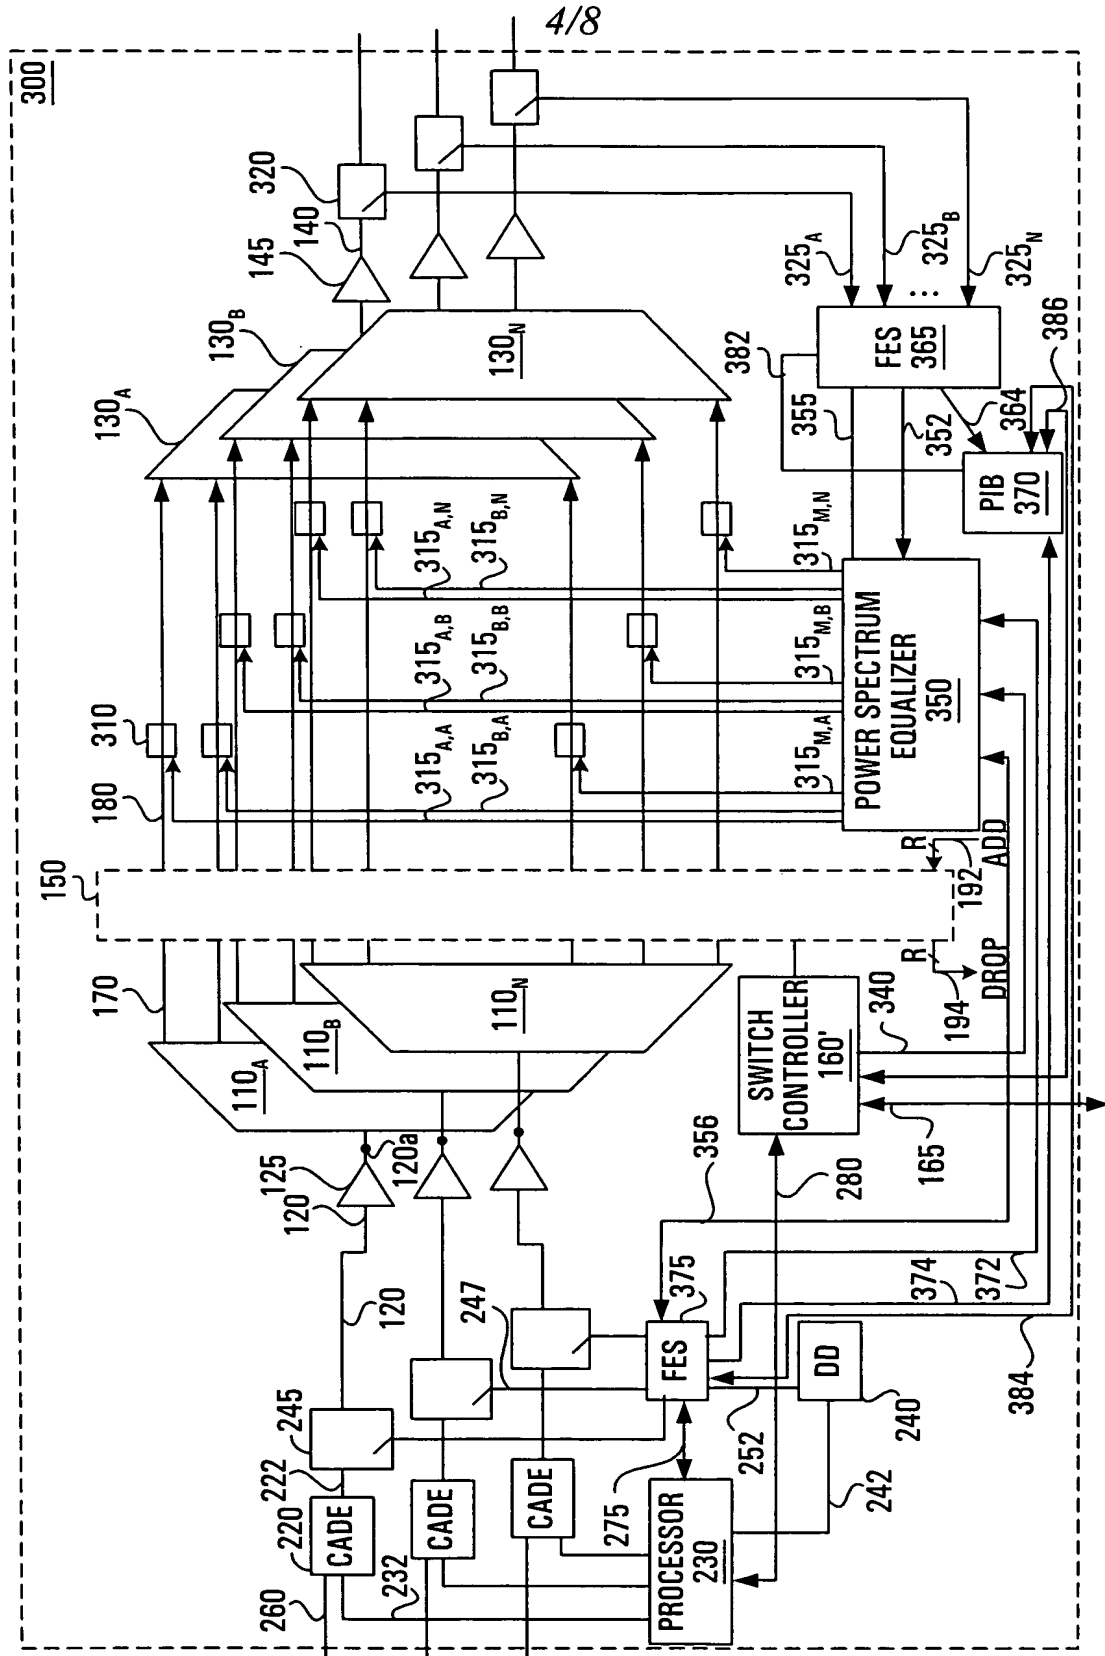 4/8
300
320
140
145
130B
130A
130N
325A
325B
325N
...
FES
365
382
355
352
364
386
PIB
370
315A,N
315B,N
315M,N
315A,B
315B,B
315M,B
315A,A
315B,A
315M,A
310
180
POWER SPECTRUM
EQUALIZER
350
150
R
192
ADD
R
194
DROP
170
110A
110B
110N
SWITCH
CONTROLLER
160'
340
165
280
125
120
120a
120
356
375
372
374
384
247
FES
DD
240
252
242
275
245
222
220
CADE
CADE
CADE
260
232
PROCESSOR
230